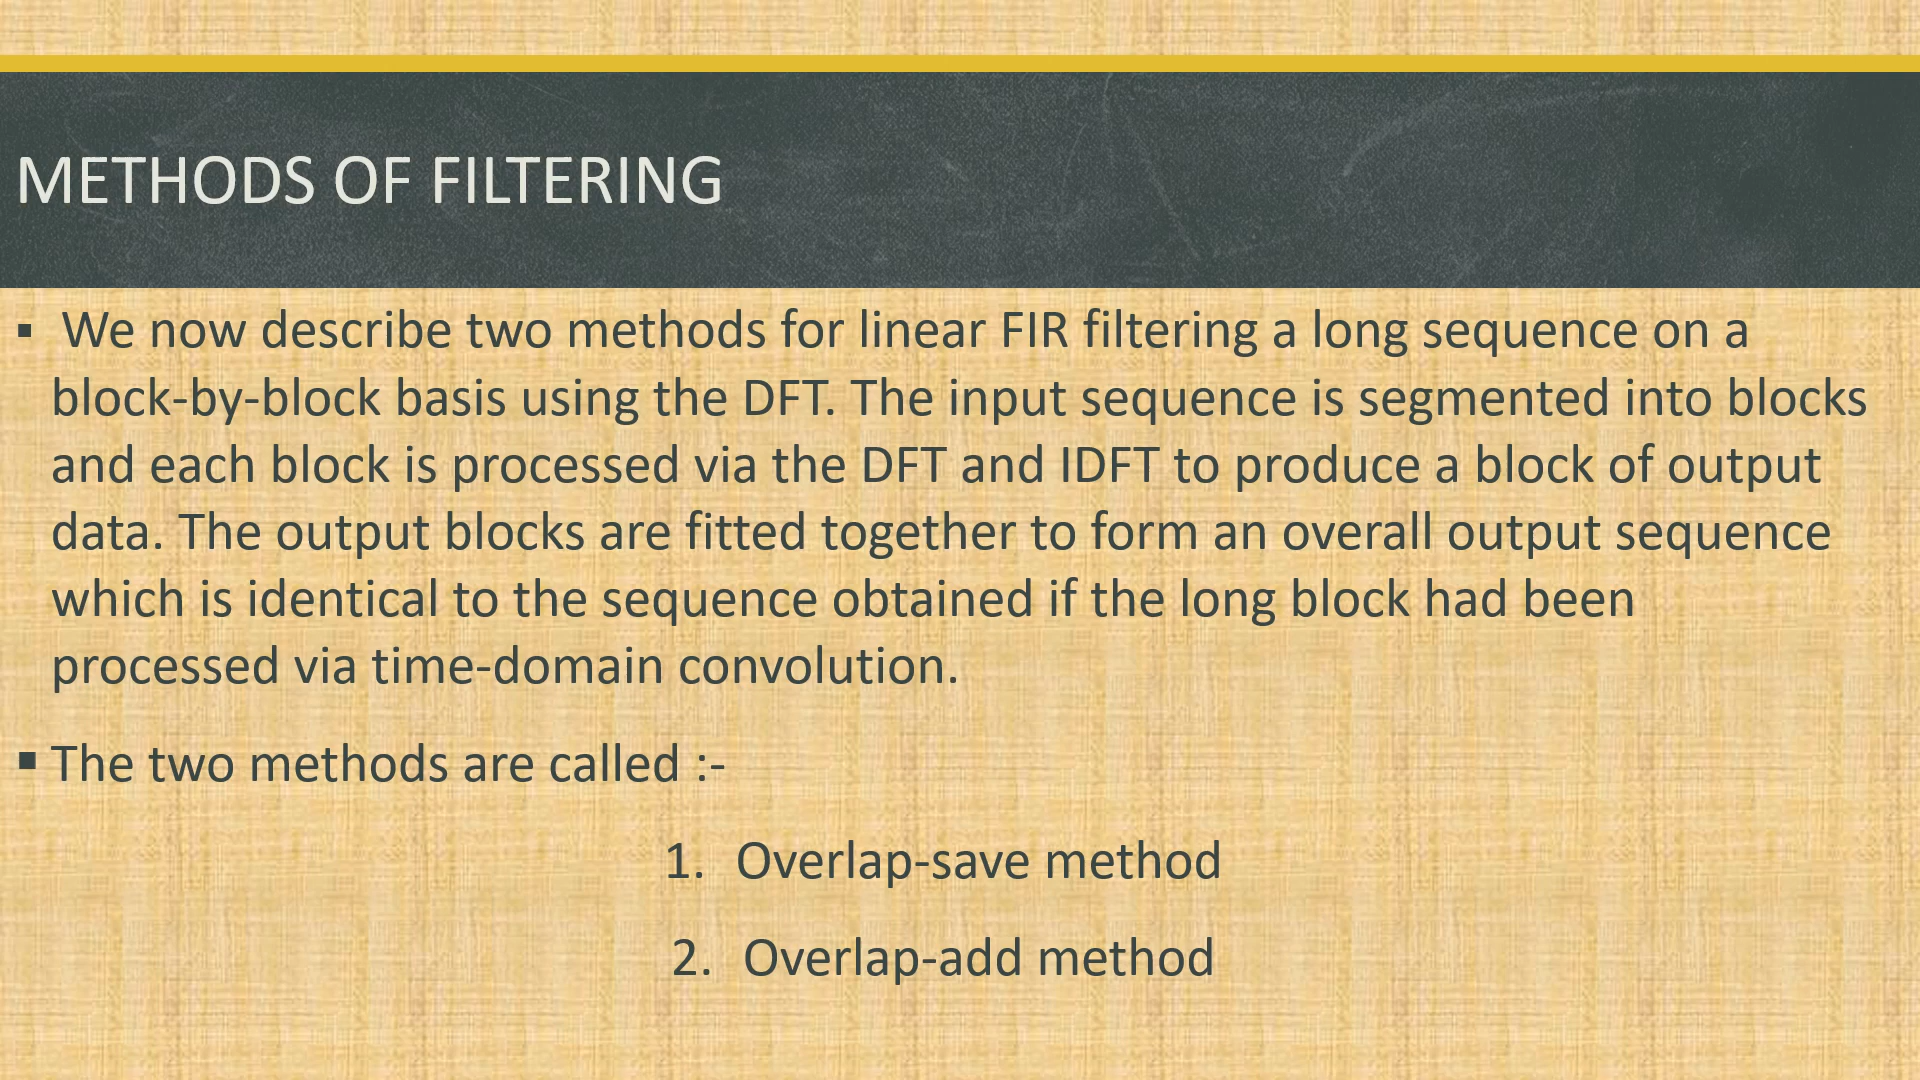 METHODS OF FILTERING
▪ We now describe two methods for linear FIR filtering a long sequence on a
block-by-block basis using the DFT. The input sequence is segmented into blocks
and each block is processed via the DFT and IDFT to produce a block of output
data. The output blocks are fitted together to form an overall output sequence
which is identical to the sequence obtained if the long block had been
processed via time-domain convolution.
▪ The two methods are called :-
1. Overlap-save method
2. Overlap-add method